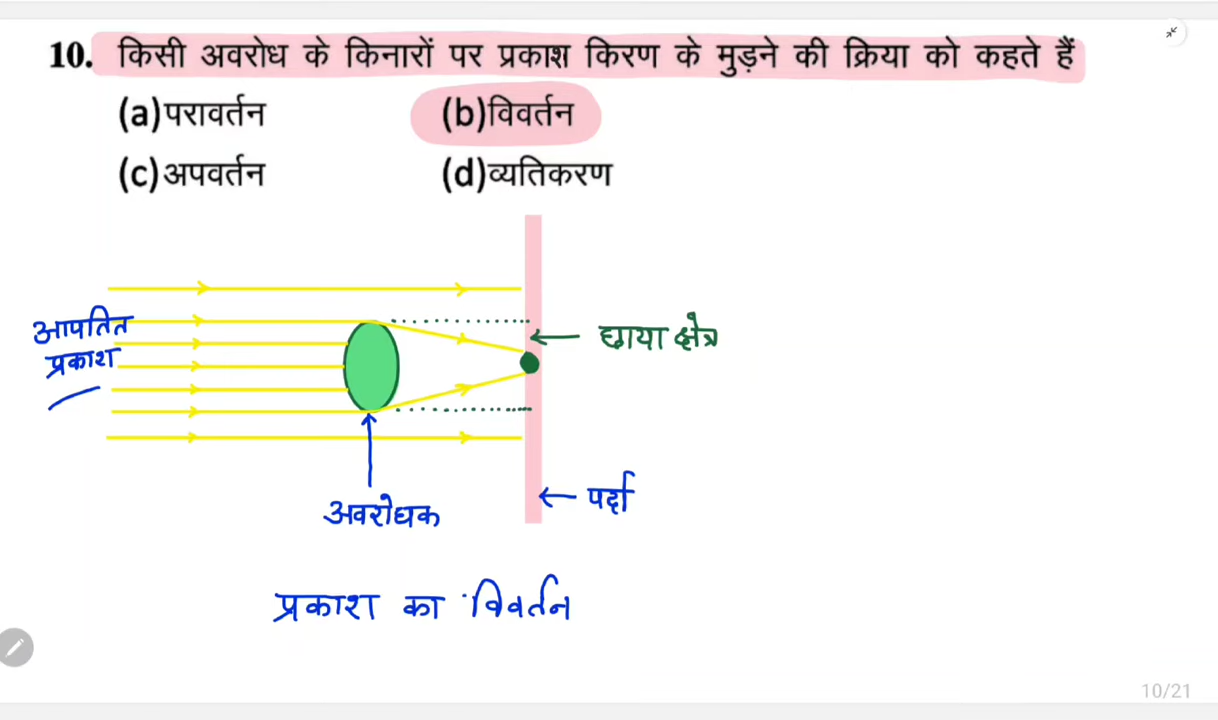 10. किसी अवरोध के किनारों पर प्रकाश किरण के मुड़ने की क्रिया को कहते हैं
(a)परावर्तन (b)विवर्तन
(c)अपवर्तन (d)व्यतिकरण
आपतित
प्रकाश
छाया क्षेत्र
अवरोधक
पर्दा
प्रकाश का विवर्तन
10/21